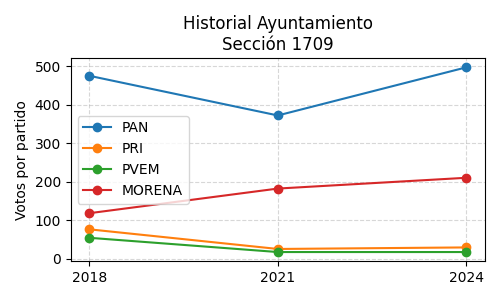 Historial Ayuntamiento
Sección 1709
Votos por partido
500
400
300
200
100
0
PAN
PRI
PVEM
MORENA
2018
2021
2024